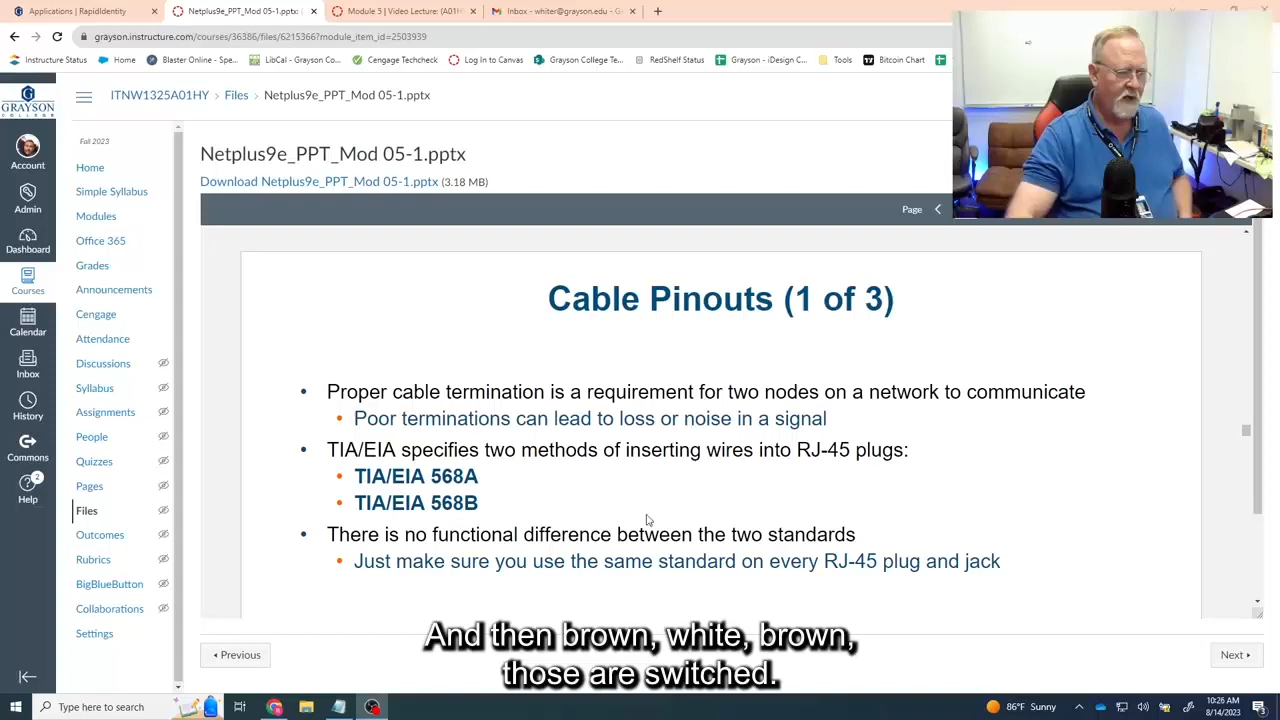 Applications | RapidIdentity
Netplus9e_PPT_Mod 05-1.pptx: (
Module 5 | Video Lecture: (A01H
Inbox - whiter@grayson.edu - Gr
grayson.instructure.com/courses/36386/files/6215366?module_item_id=2503939
Instructure Status
Home
Blaster Online - Spe...
LibCal - Grayson Co...
Cengage Techcheck
Log In to Canvas
Grayson College Te...
RedShelf Status
Grayson - iDesign C...
Tools
Bitcoin Chart
GRAYSON
COLLEGE
Account
Admin
Dashboard
Courses
Calendar
Inbox
History
Commons
2
Help
ITNW1325A01HY > Files > Netplus9e_PPT_Mod 05-1.pptx
Fall 2023
Home
Simple Syllabus
Modules
Office 365
Grades
Announcements
Cengage
Attendance
Discussions
Syllabus
Assignments
People
Quizzes
Pages
Files
Outcomes
Rubrics
BigBlueButton
Collaborations
Settings
Netplus9e_PPT_Mod 05-1.pptx
Download Netplus9e_PPT_Mod 05-1.pptx (3.18 MB)
Page
Cable Pinouts (1 of 3)
• Proper cable termination is a requirement for two nodes on a network to communicate
• Poor terminations can lead to loss or noise in a signal
• TIA/EIA specifies two methods of inserting wires into RJ-45 plugs:
• TIA/EIA 568A
• TIA/EIA 568B
• There is no functional difference between the two standards
• Just make sure you use the same standard on every RJ-45 plug and jack
And then brown, white, brown,
those are switched.
Previous
Next
Type here to search
86°F Sunny
10:26 AM
8/14/2023
3